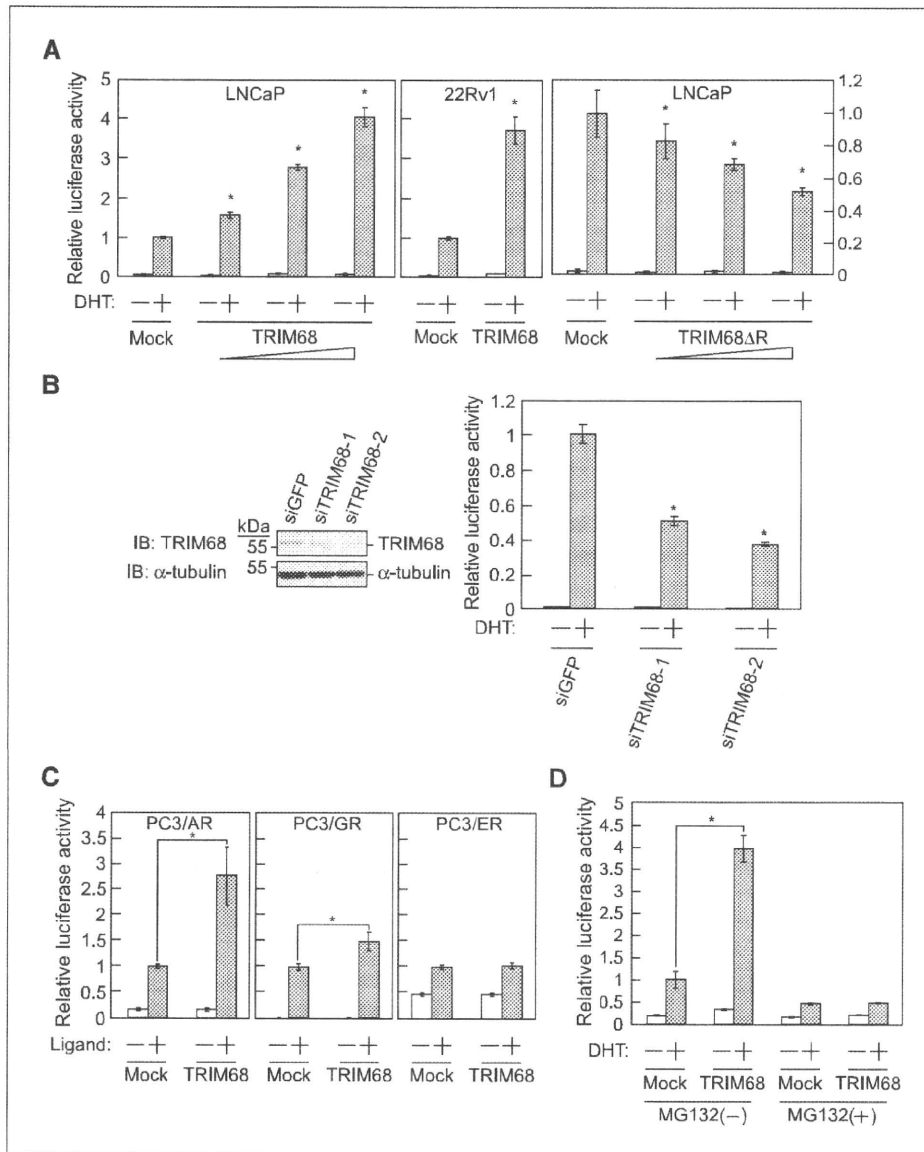 A
Relative luciferase activity
5
4
3
2
1
0
LNCaP
* * *
22Rv1
*
LNCaP
* * *
1.2
1.0
0.8
0.6
0.4
0.2
0
DHT: − + − + − + − + − + − + − + − + − + − +
Mock TRIM68 Mock TRIM68 Mock TRIM68ΔR
B
siGFP
siTRIM68-1
siTRIM68-2
kDa
IB: TRIM68 55 TRIM68
IB: α-tubulin 55 α-tubulin
Relative luciferase activity
1.2
1
0.8
0.6
0.4
0.2
0
* *
DHT: − + − + − +
siGFP
siTRIM68-1
siTRIM68-2
C
Relative luciferase activity
4
3.5
3
2.5
2
1.5
1
0.5
0
PC3/AR PC3/GR PC3/ER
* *
Ligand: − + − + − + − + − + − +
Mock TRIM68 Mock TRIM68 Mock TRIM68
D
Relative luciferase activity
5
4.5
4
3.5
3
2.5
2
1.5
1
0.5
0
*
DHT: − + − + − + − +
Mock TRIM68 Mock TRIM68
MG132(−) MG132(+)